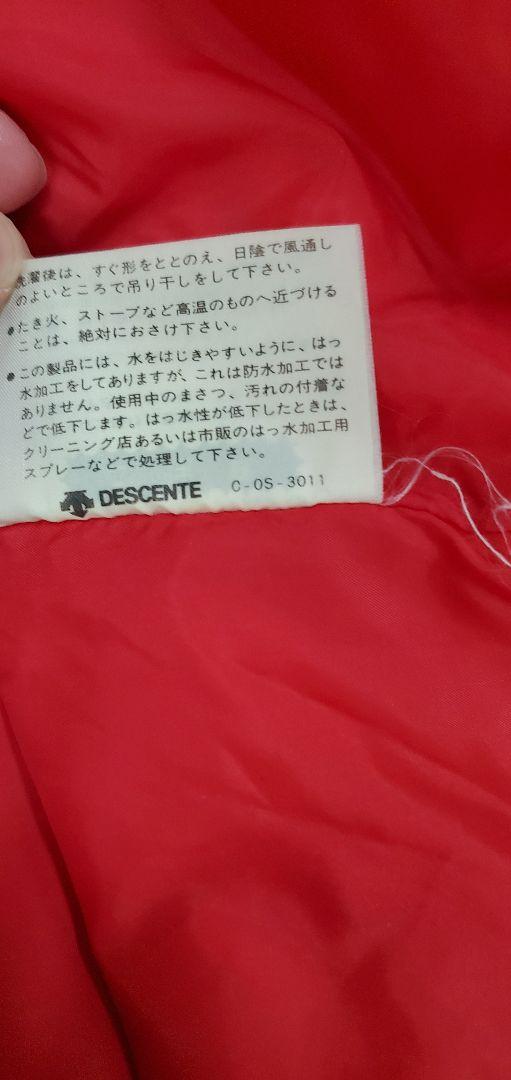 洗濯後は、すぐ形をととのえ、日陰で風通し
のよいところで吊り干しをして下さい。
●たき火、ストーブなど高温のものへ近づける
ことは、絶対におさけ下さい。
●この製品には、水をはじきやすいように、はっ
水加工をしてありますが、これは防水加工では
ありません。使用中のまさつ、汚れの付着な
どで低下します。はっ水性が低下したときは、
クリーニング店あるいは市販のはっ水加工用
スプレーなどで処理して下さい。
DESCENTE C-OS-3011